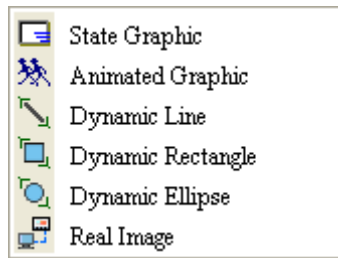 State Graphic
Animated Graphic
Dynamic Line
Dynamic Rectangle
Dynamic Ellipse
Real Image